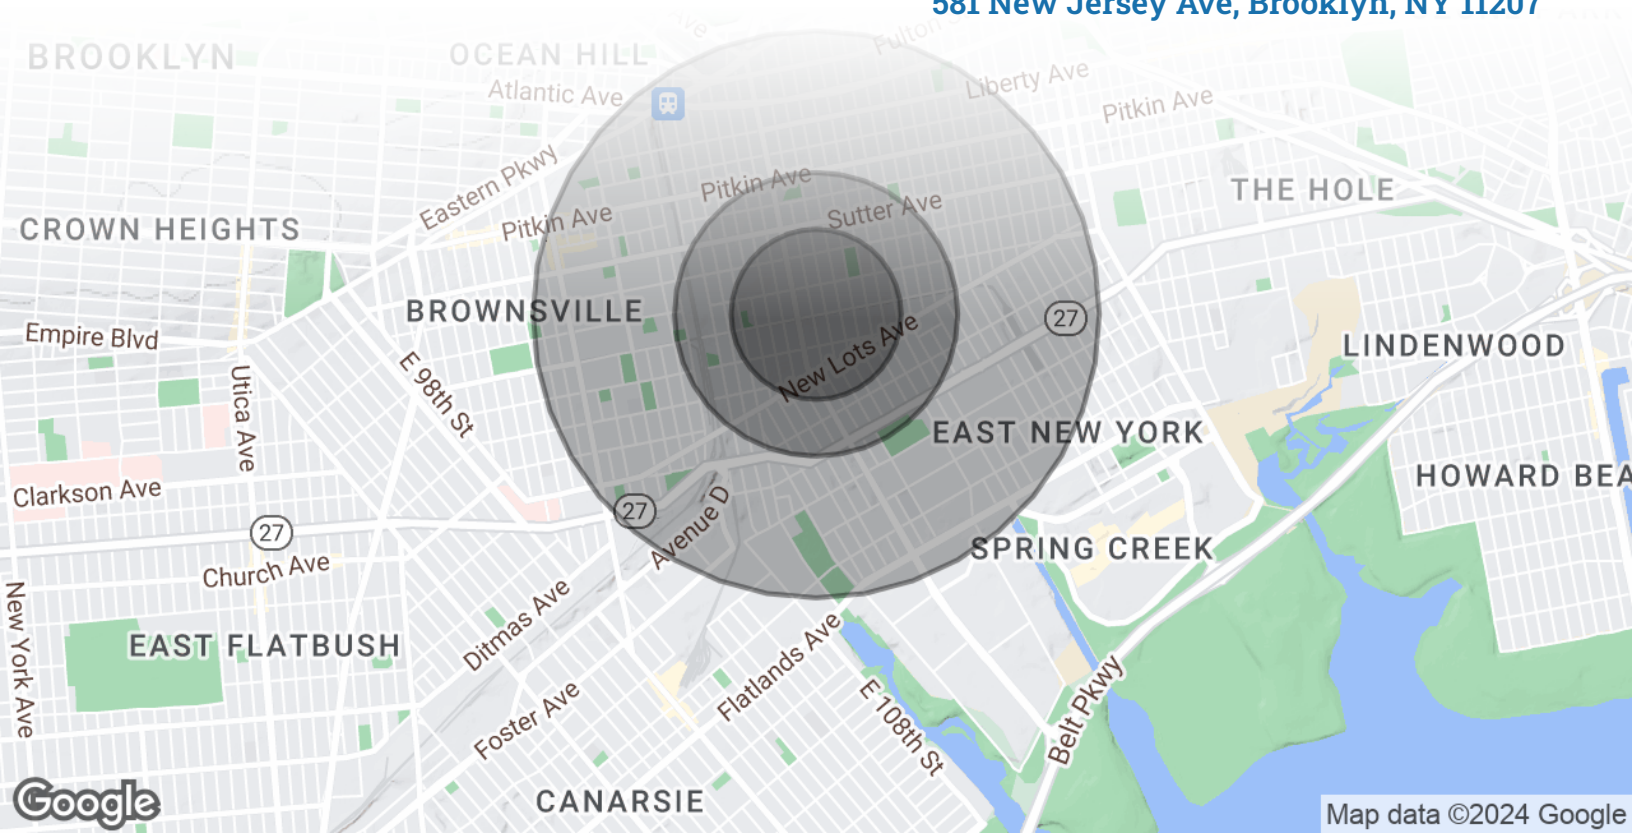 581 New Jersey Ave, Brooklyn, NY 11207
Ave
Fulton
BROOKLYN
OCEAN HILL
Atlantic Ave
Liberty Ave
Pitkin Ave
Eastern Pkwy
Pitkin Ave
Pitkin Ave
Sutter Ave
THE HOLE
CROWN HEIGHTS
BROWNSVILLE
27
Empire Blvd
New Lots Ave
LINDENWOOD
E 98th St
Utica Ave
EAST NEW YORK
HOWARD BEA
Clarkson Ave
27
27
Avenue D
SPRING CREEK
Church Ave
New York Ave
EAST FLATBUSH
Ditmas Ave
Flatlands Ave
Foster Ave
E 108th St
Belt Pkwy
CANARSIE
Google
Map data ©2024 Google